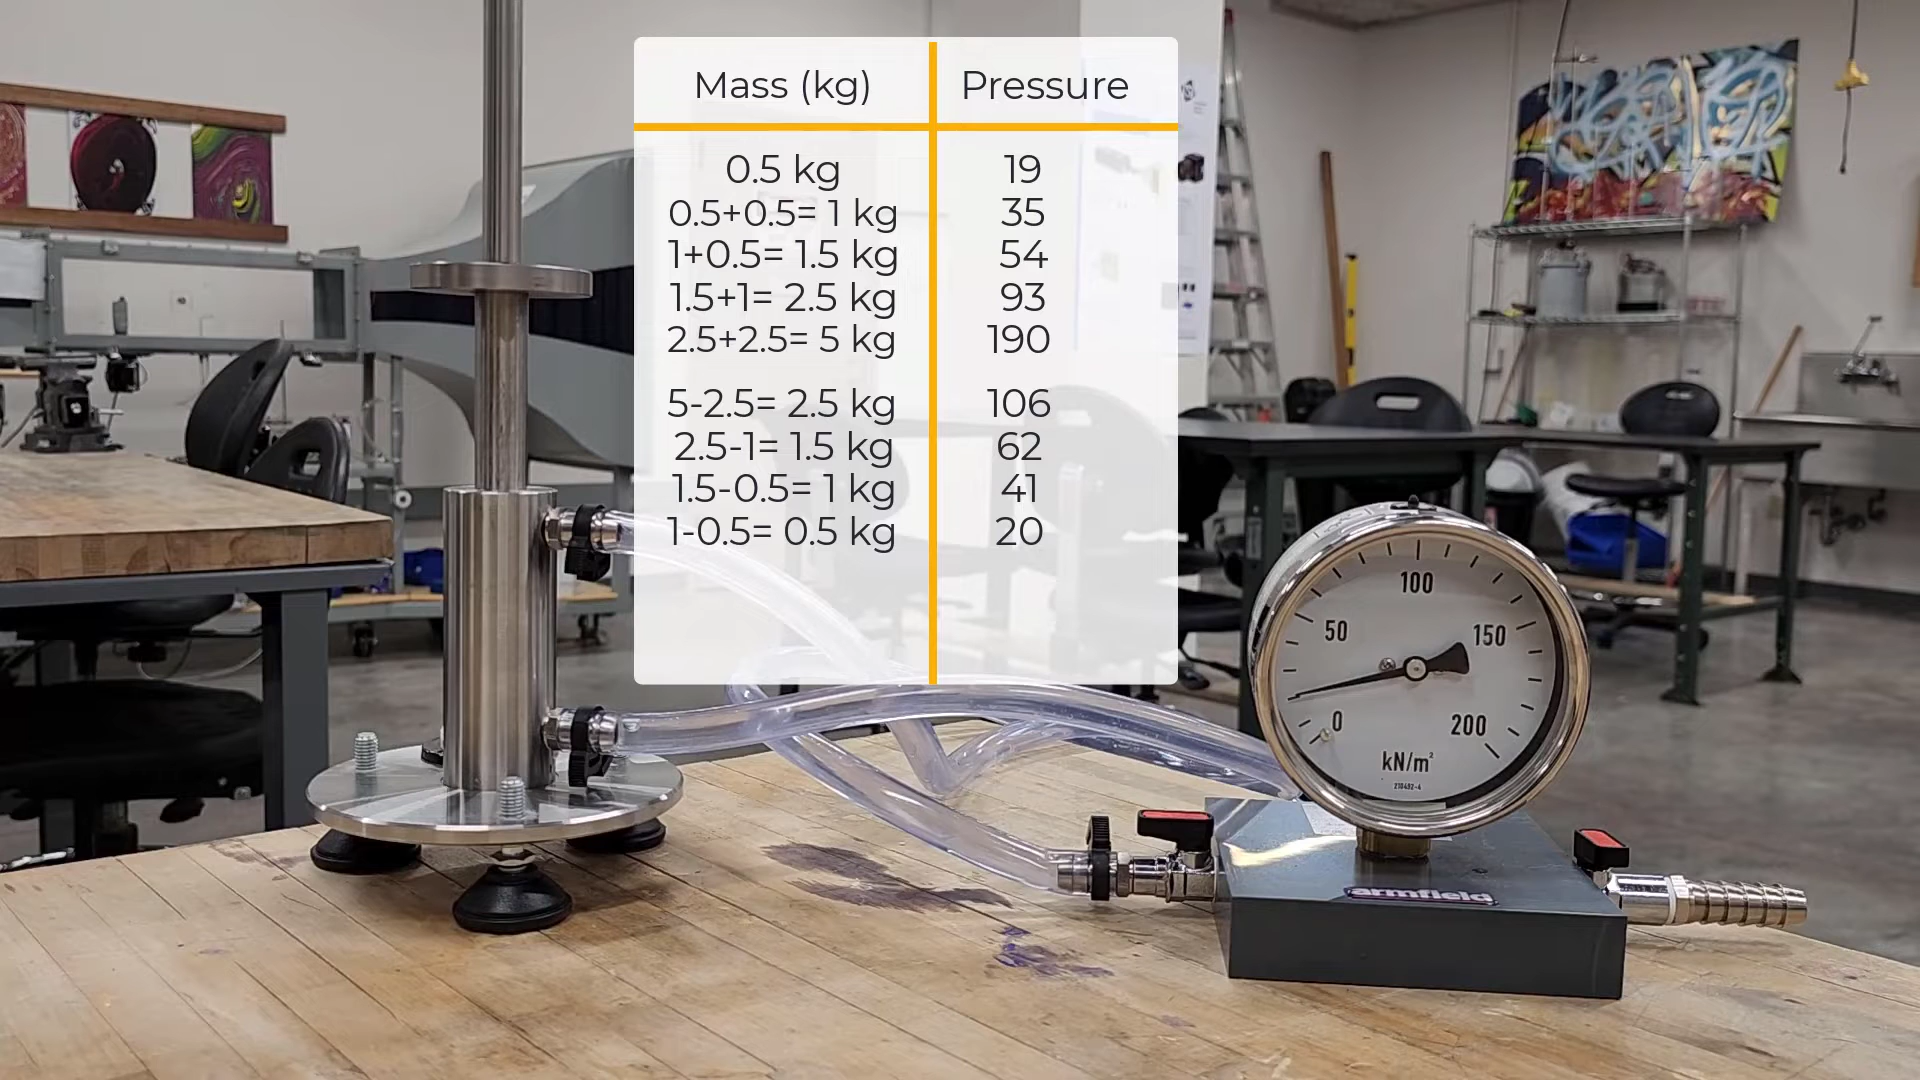 Mass (kg) Pressure
0.5 kg 19
0.5+0.5= 1 kg 35
1+0.5= 1.5 kg 54
1.5+1= 2.5 kg 93
2.5+2.5= 5 kg 190
5-2.5= 2.5 kg 106
2.5-1= 1.5 kg 62
1.5-0.5= 1 kg 41
1-0.5= 0.5 kg 20
100
50 150
0 200
kN/m²
armfield